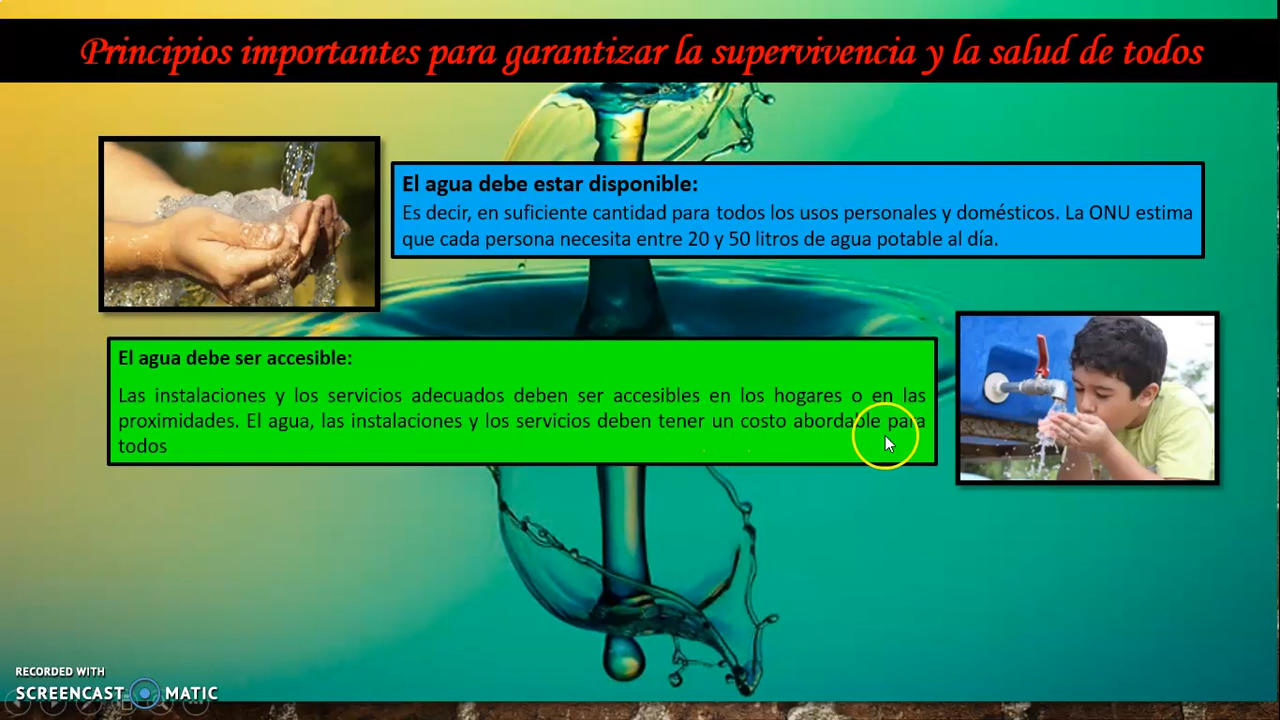 Principios importantes para garantizar la supervivencia y la salud de todos
El agua debe estar disponible:
Es decir, en suficiente cantidad para todos los usos personales y domésticos. La ONU estima
que cada persona necesita entre 20 y 50 litros de agua potable al día.
El agua debe ser accesible:
Las instalaciones y los servicios adecuados deben ser accesibles en los hogares o en las
proximidades. El agua, las instalaciones y los servicios deben tener un costo abordable para
todos
RECORDED WITH
SCREENCAST MATIC